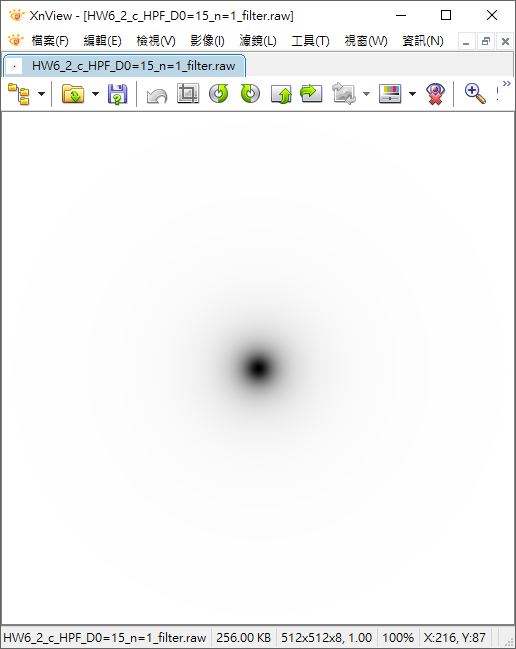 XnView - [HW6_2_c_HPF_D0=15_n=1_filter.raw]
檔案(F) 編輯(E) 檢視(V) 影像(I) 濾鏡(L) 工具(T) 視窗(W) 資訊(N)
HW6_2_c_HPF_D0=15_n=1_filter.raw
HW6_2_c_HPF_D0=15_n=1_filter.raw 256.00 KB 512x512x8, 1.00 100% X:216, Y:87